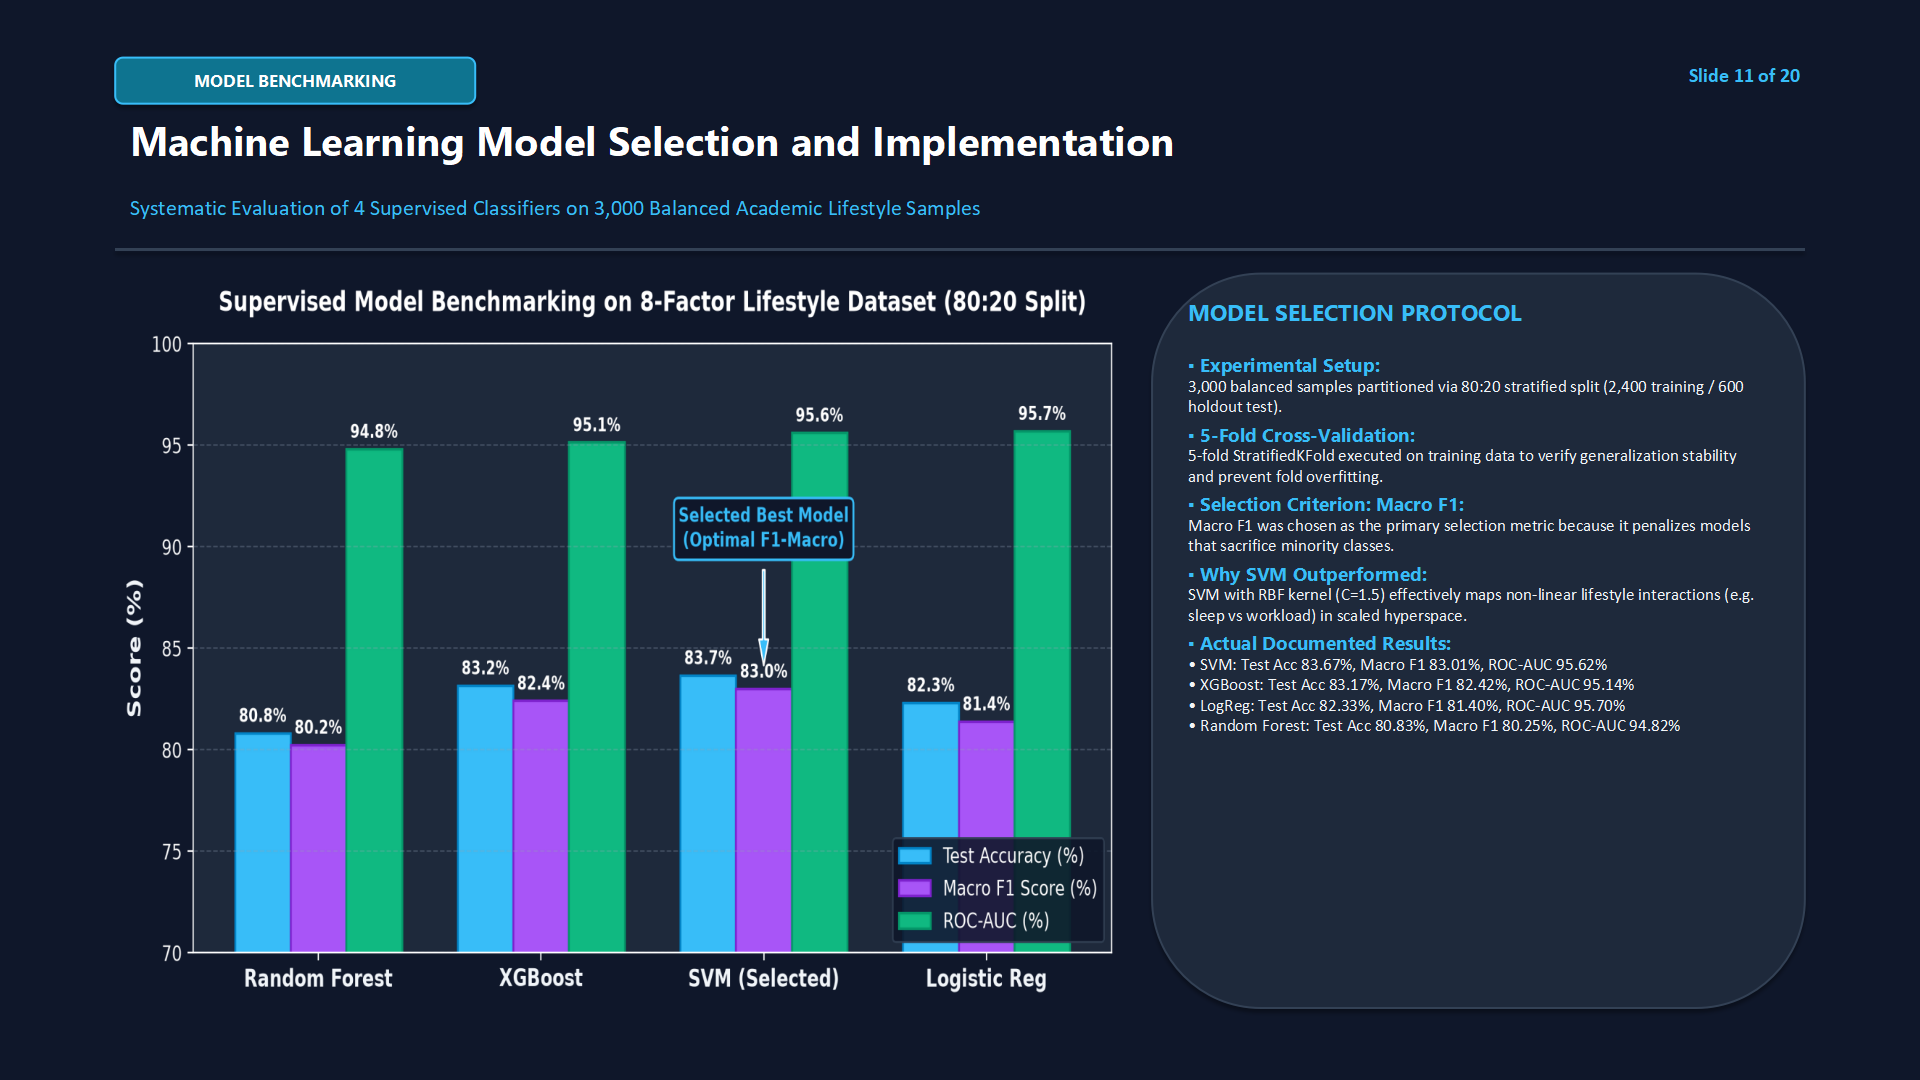 MODEL BENCHMARKING
Slide 11 of 20
Machine Learning Model Selection and Implementation
Systematic Evaluation of 4 Supervised Classifiers on 3,000 Balanced Academic Lifestyle Samples
Supervised Model Benchmarking on 8-Factor Lifestyle Dataset (80:20 Split)
Score (%)
100
95
90
85
80
75
70
80.8%
80.2%
94.8%
83.2%
82.4%
95.1%
83.7%
83.0%
95.6%
82.3%
81.4%
95.7%
Selected Best Model
(Optimal F1-Macro)
Test Accuracy (%)
Macro F1 Score (%)
ROC-AUC (%)
Random Forest
XGBoost
SVM (Selected)
Logistic Reg
MODEL SELECTION PROTOCOL
▪ Experimental Setup:
3,000 balanced samples partitioned via 80:20 stratified split (2,400 training / 600
holdout test).
▪ 5-Fold Cross-Validation:
5-fold StratifiedKFold executed on training data to verify generalization stability
and prevent fold overfitting.
▪ Selection Criterion: Macro F1:
Macro F1 was chosen as the primary selection metric because it penalizes models
that sacrifice minority classes.
▪ Why SVM Outperformed:
SVM with RBF kernel (C=1.5) effectively maps non-linear lifestyle interactions (e.g.
sleep vs workload) in scaled hyperspace.
▪ Actual Documented Results:
• SVM: Test Acc 83.67%, Macro F1 83.01%, ROC-AUC 95.62%
• XGBoost: Test Acc 83.17%, Macro F1 82.42%, ROC-AUC 95.14%
• LogReg: Test Acc 82.33%, Macro F1 81.40%, ROC-AUC 95.70%
• Random Forest: Test Acc 80.83%, Macro F1 80.25%, ROC-AUC 94.82%